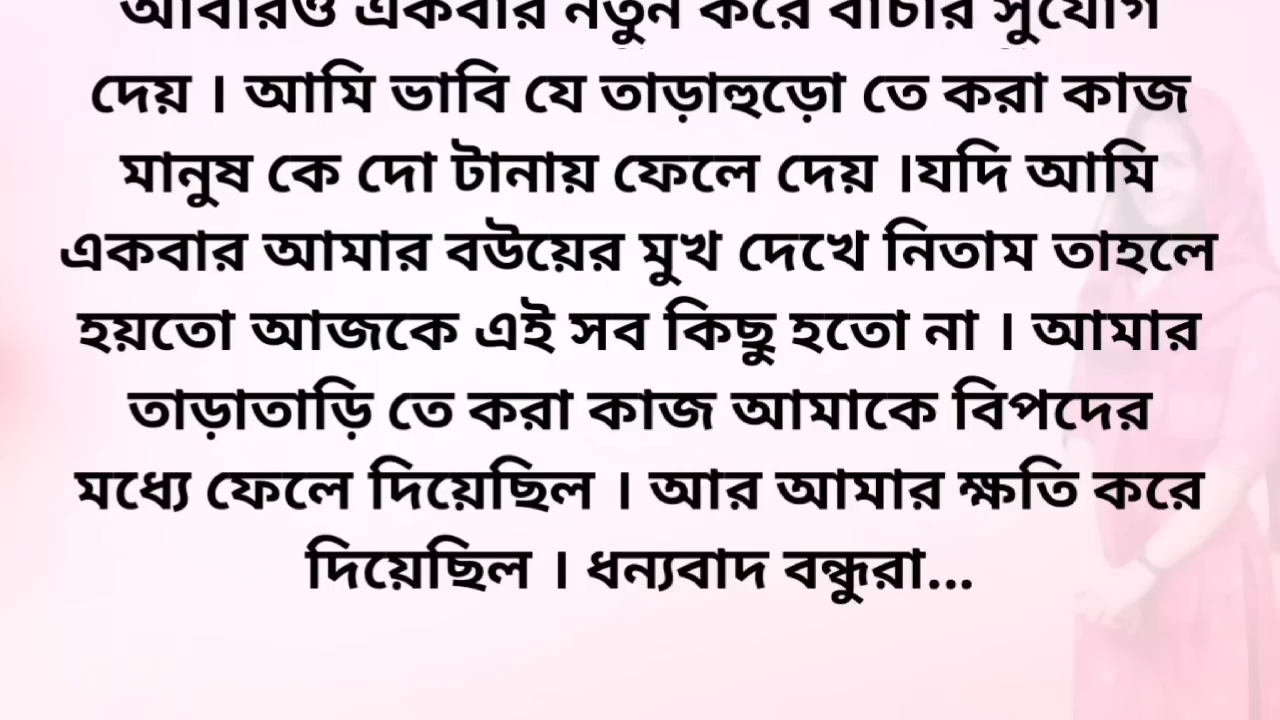 আবারও একবার নতুন করে বাঁচার সুযোগ
দেয় । আমি ভাবি যে তাড়াহুড়ো তে করা কাজ
মানুষ কে দো টানায় ফেলে দেয় ।যদি আমি
একবার আমার বউয়ের মুখ দেখে নিতাম তাহলে
হয়তো আজকে এই সব কিছু হতো না । আমার
তাড়াতাড়ি তে করা কাজ আমাকে বিপদের
মধ্যে ফেলে দিয়েছিল । আর আমার ক্ষতি করে
দিয়েছিল । ধন্যবাদ বন্ধুরা...